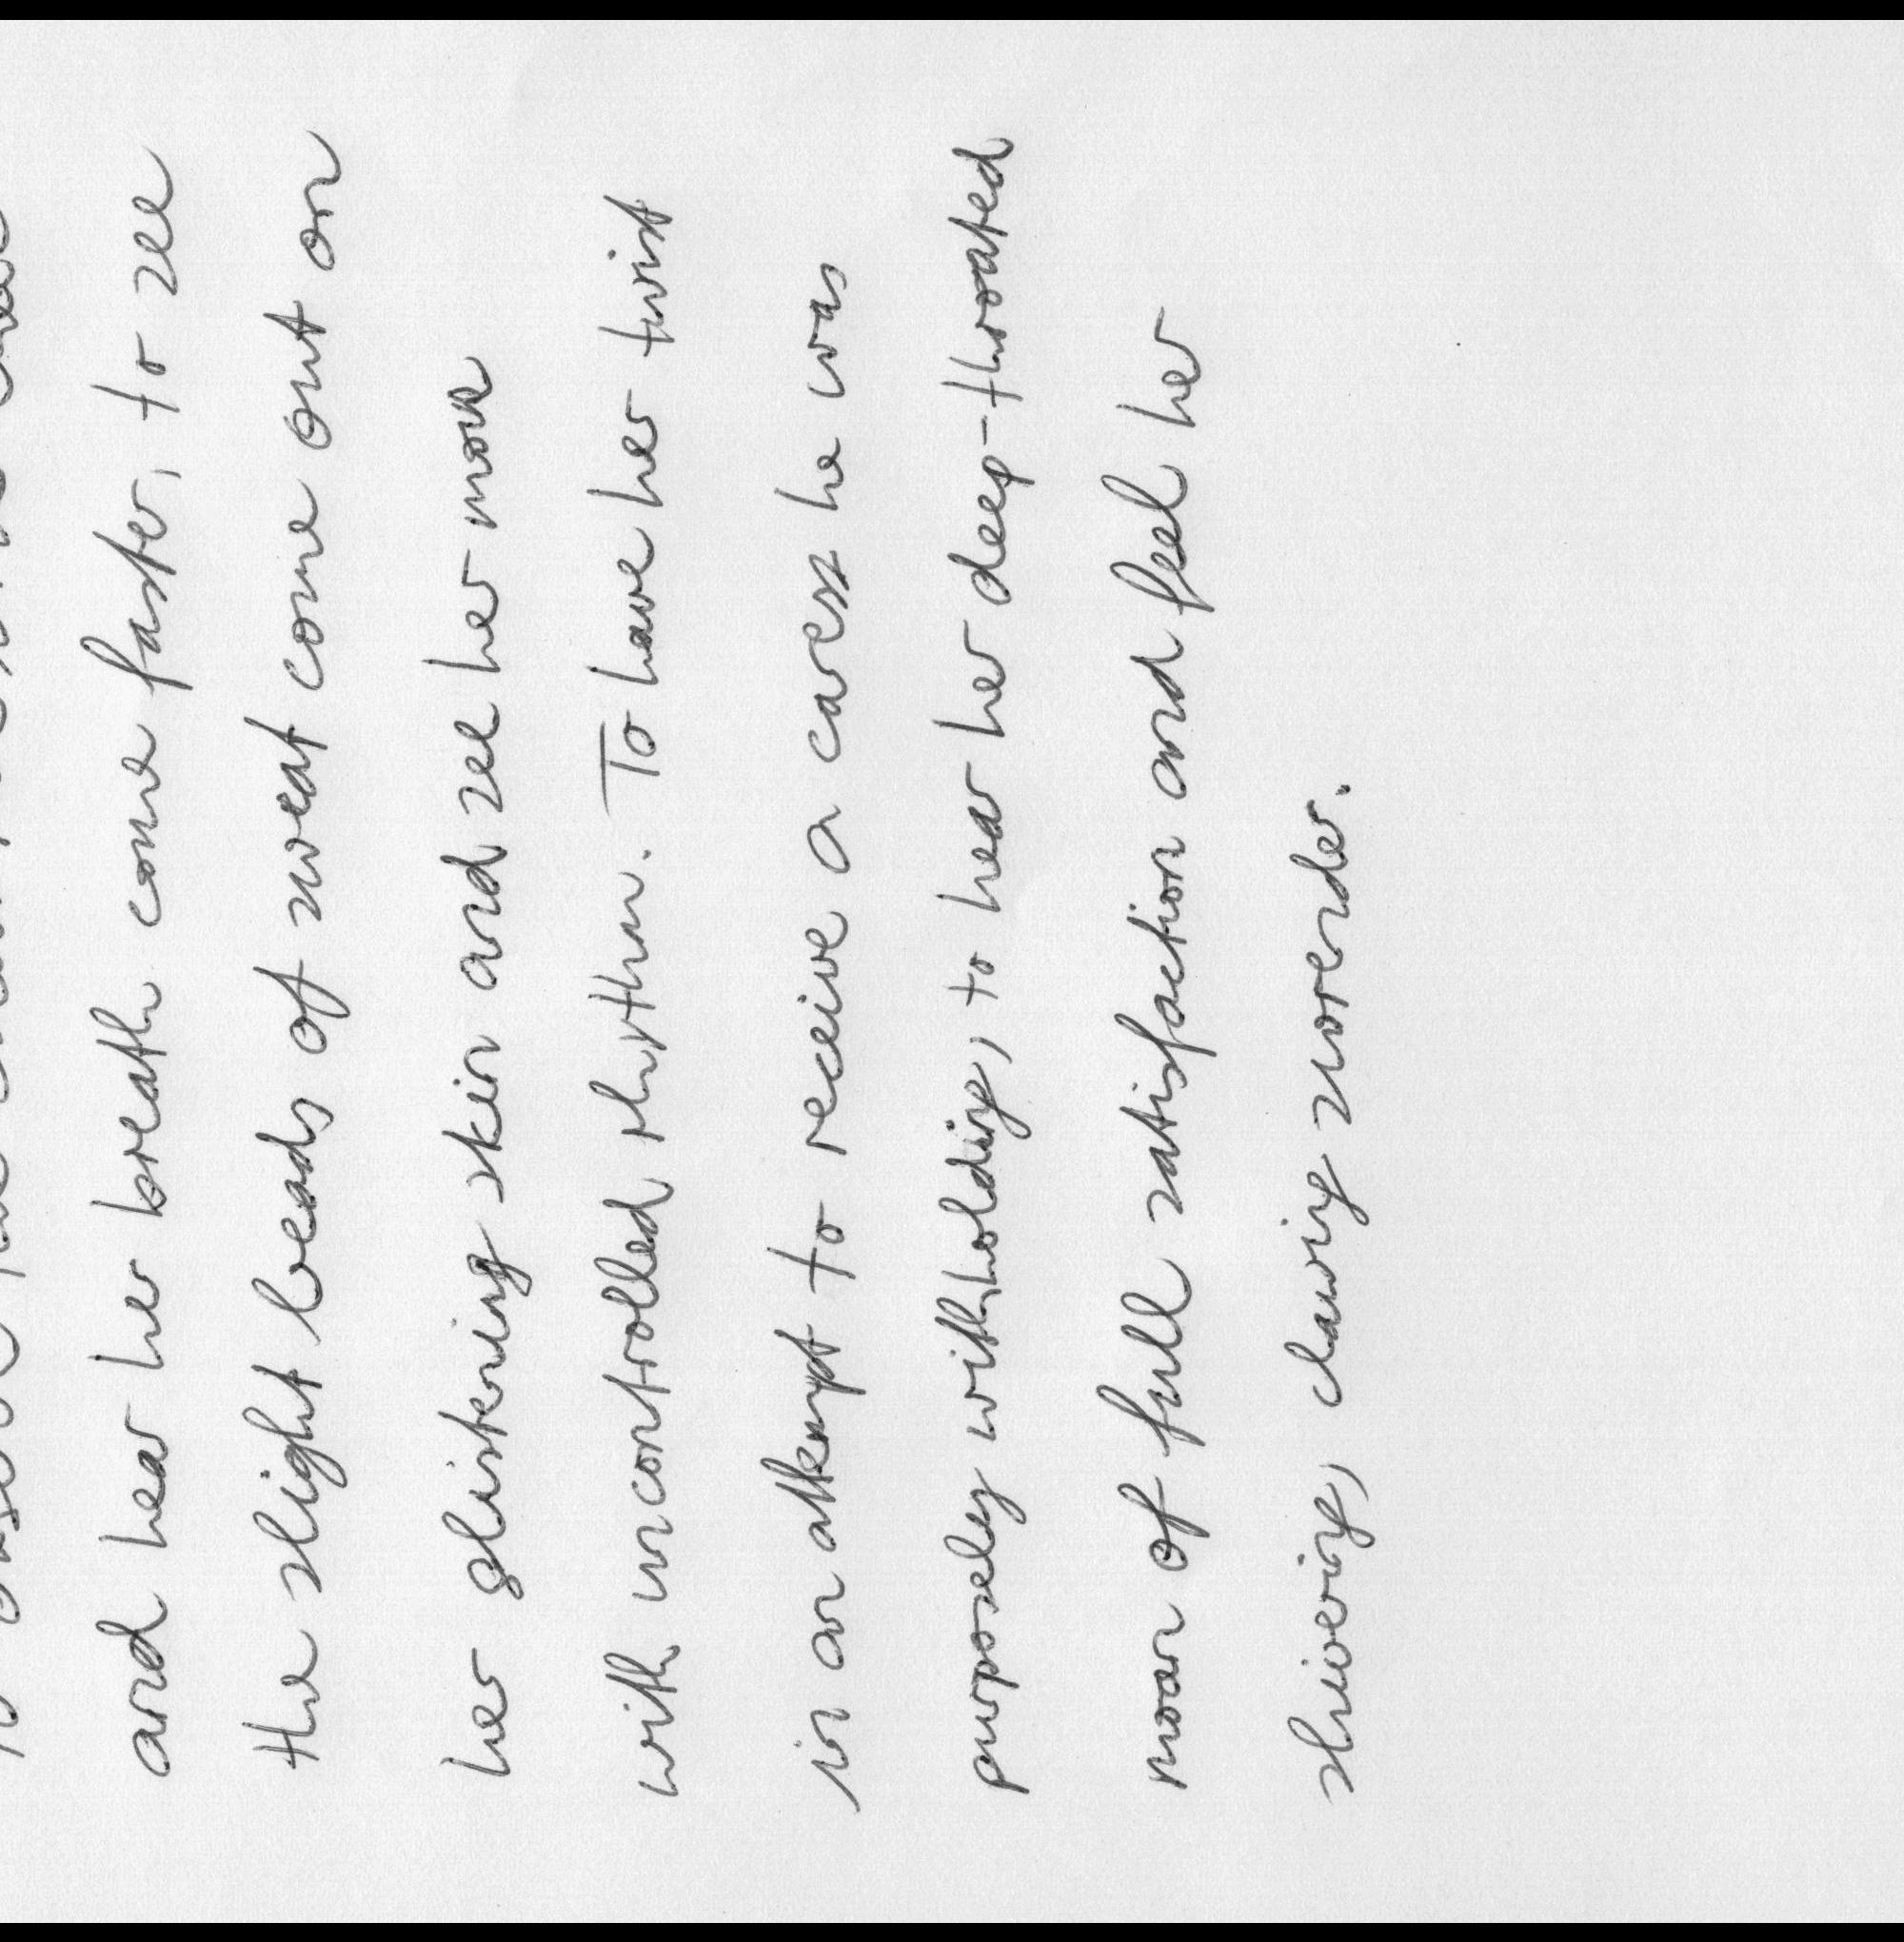 and hear her breath come faster, to see
the slight beads of sweat come out on
her glistening skin and see her move
with uncontrolled rhythm. To have her twist
in an attempt to receive a caress he was
purposely withholding, to hear her deep-throated
moan of full satisfaction and feel her
shivering, clawing surrender.